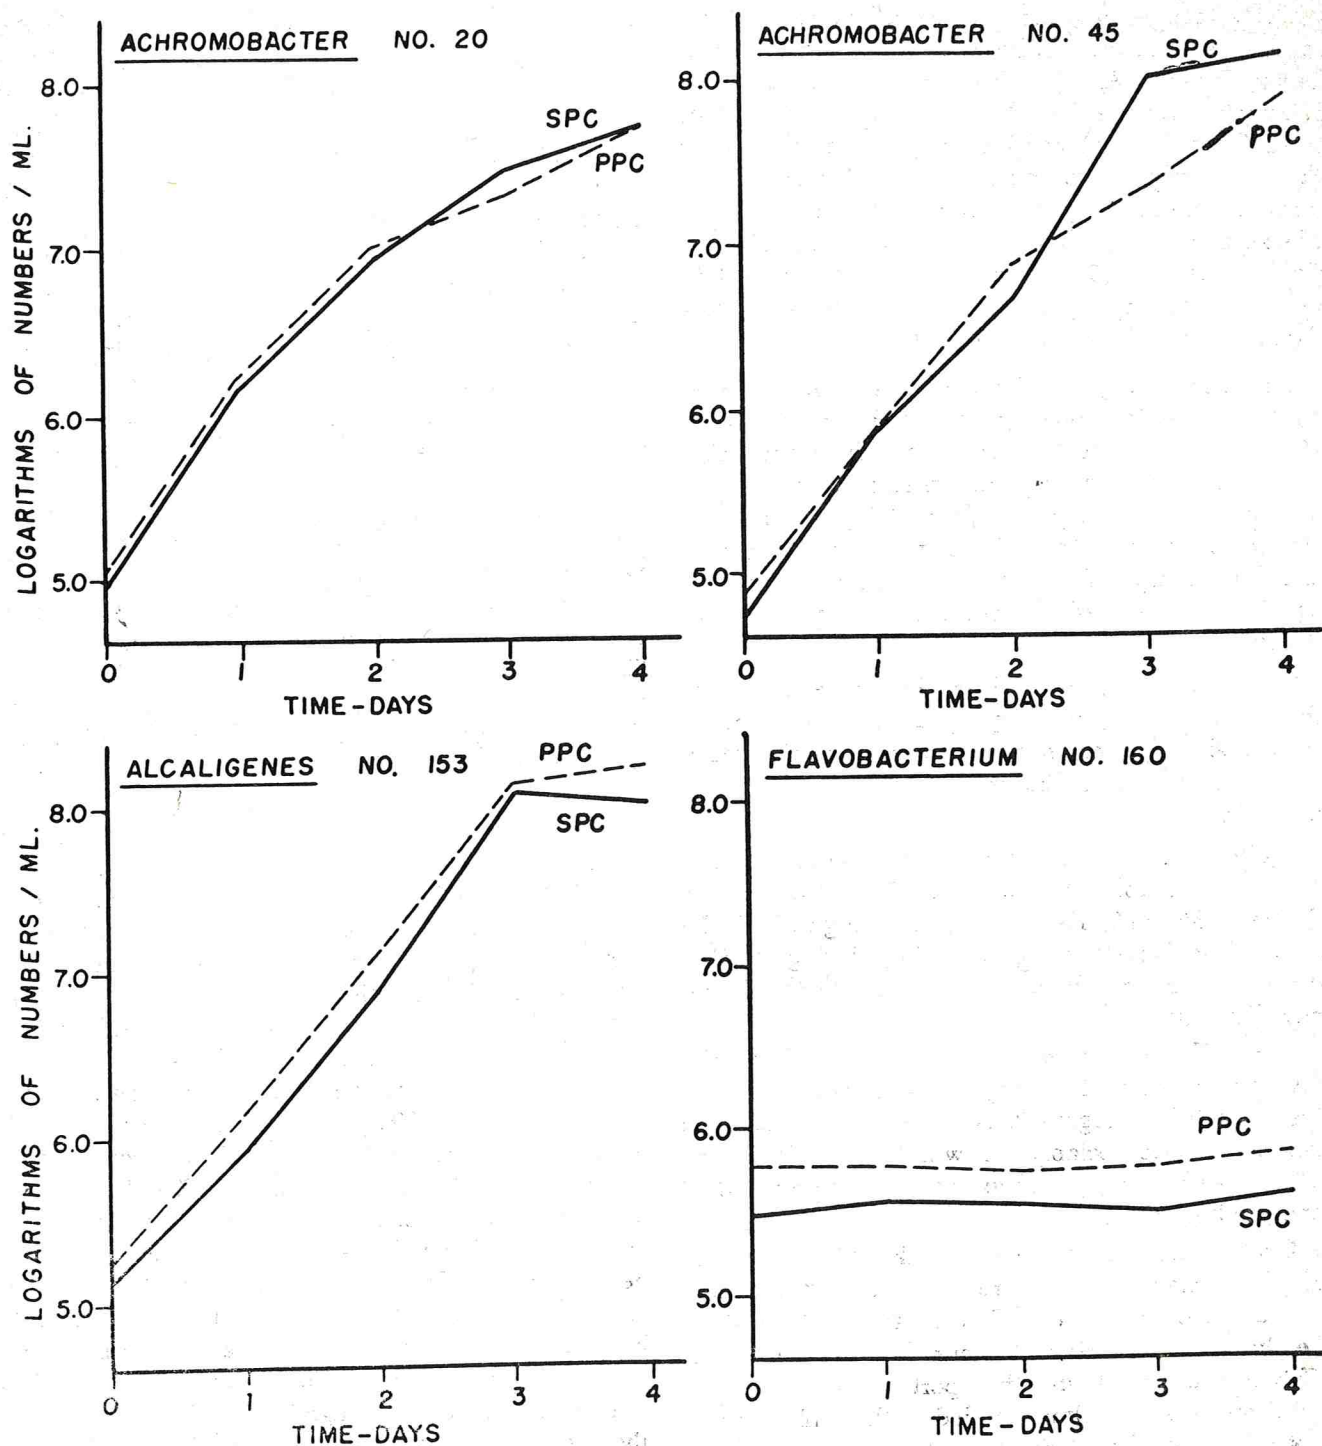 ACHROMOBACTER NO. 20
LOGARITHMS OF NUMBERS / ML.
8.0
7.0
6.0
5.0
SPC
PPC
0 1 2 3 4
TIME-DAYS
ACHROMOBACTER NO. 45
8.0
7.0
6.0
5.0
SPC
PPC
0 1 2 3 4
TIME-DAYS
ALCALIGENES NO. 153
LOGARITHMS OF NUMBERS / ML.
8.0
7.0
6.0
5.0
PPC
SPC
0 1 2 3 4
TIME-DAYS
FLAVOBACTERIUM NO. 160
8.0
7.0
6.0
5.0
PPC
SPC
0 1 2 3 4
TIME-DAYS